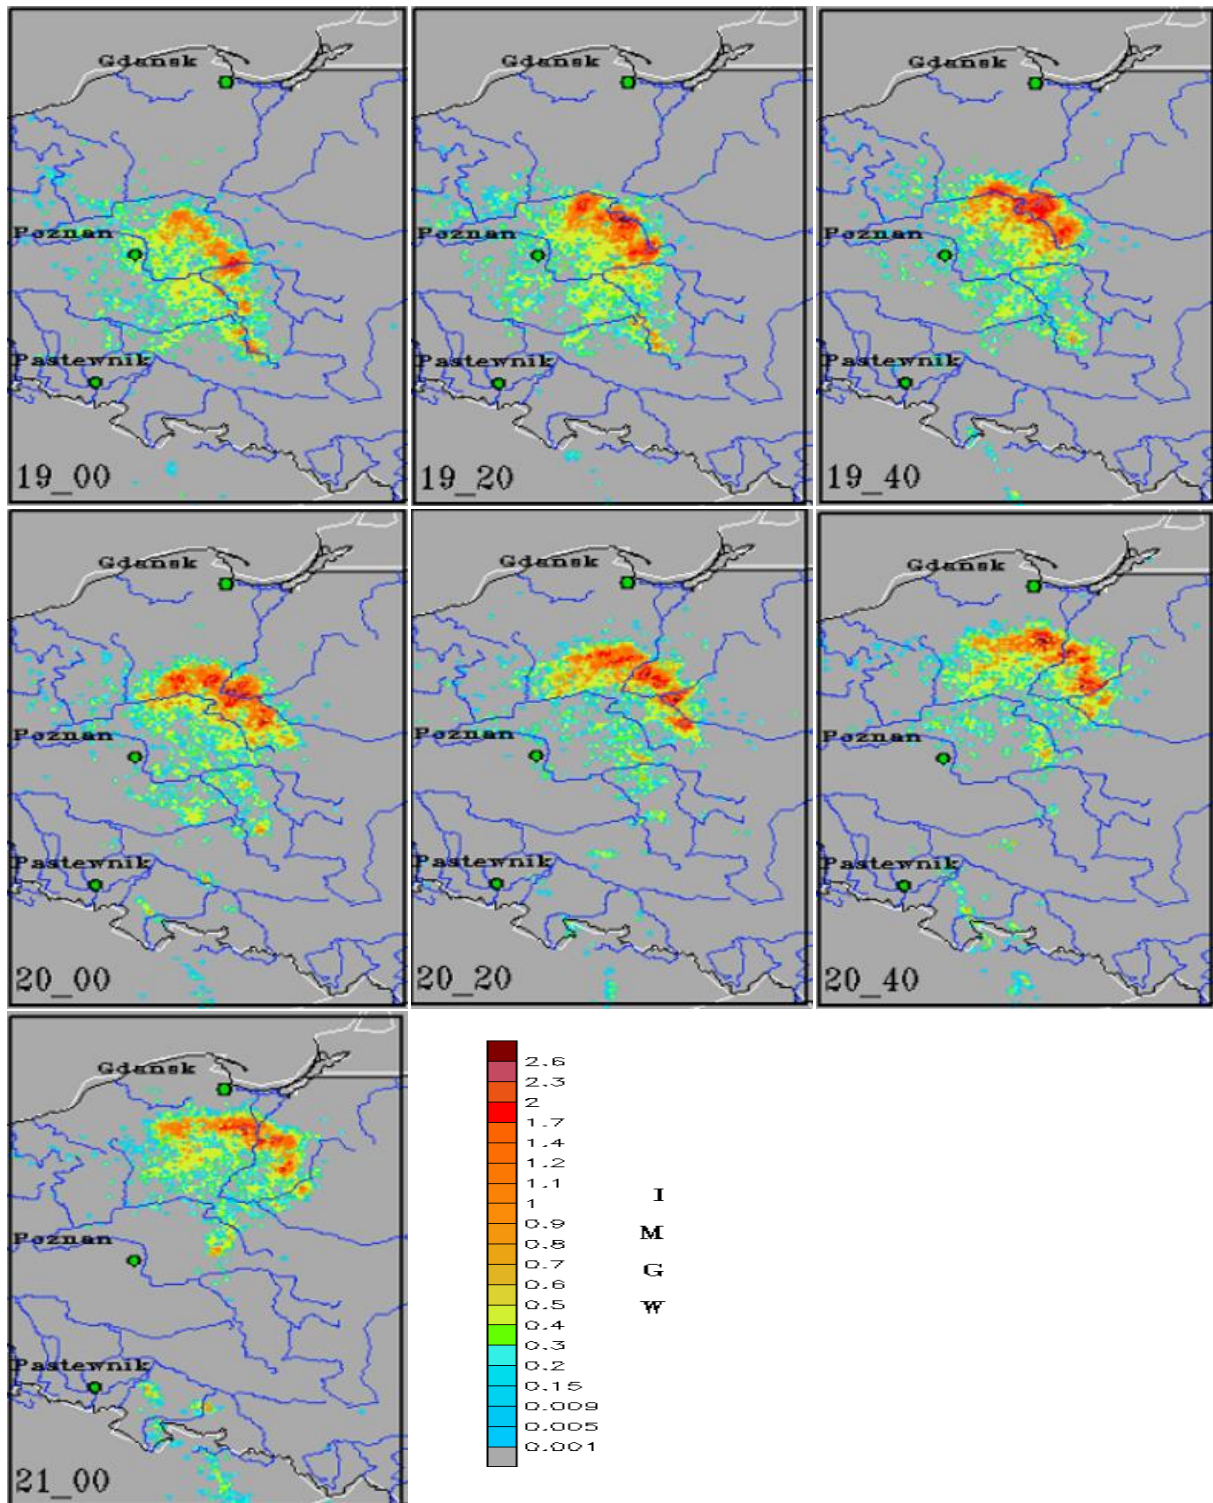 Gdansk
Poznan
Pastewnik
19_00
Gdansk
Poznan
Pastewnik
19_20
Gdansk
Poznan
Pastewnik
19_40
Gdansk
Poznan
Pastewnik
20_00
Gdansk
Poznan
Pastewnik
20_20
Gdansk
Poznan
Pastewnik
20_40
Gdansk
Poznan
Pastewnik
21_00
2.6
2.3
2
1.7
1.4
1.2
1.1
1
0.9
0.8
0.7
0.6
0.5
0.4
0.3
0.2
0.15
0.009
0.005
0.001
I
M
G
W